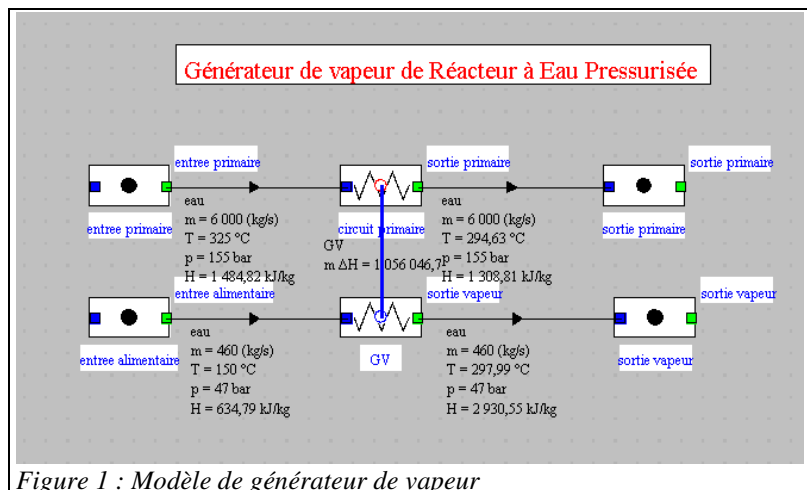 Générateur de vapeur de Réacteur à Eau Pressurisée
entree primaire
sortie primaire
sortie primaire
entree primaire
eau
m = 6 000 (kg/s)
T = 325 °C
p = 155 bar
H = 1 484,82 kJ/kg
circuit primaire
eau
m = 6 000 (kg/s)
T = 294,63 °C
p = 155 bar
H = 1 308,81 kJ/kg
sortie primaire
GV
m ΔH = 1 056 046,7
entree alimentaire
sortie vapeur
sortie vapeur
entree alimentaire
eau
m = 460 (kg/s)
T = 150 °C
p = 47 bar
H = 634,79 kJ/kg
GV
eau
m = 460 (kg/s)
T = 297,99 °C
p = 47 bar
H = 2 930,55 kJ/kg
sortie vapeur
Figure 1 : Modèle de générateur de vapeur